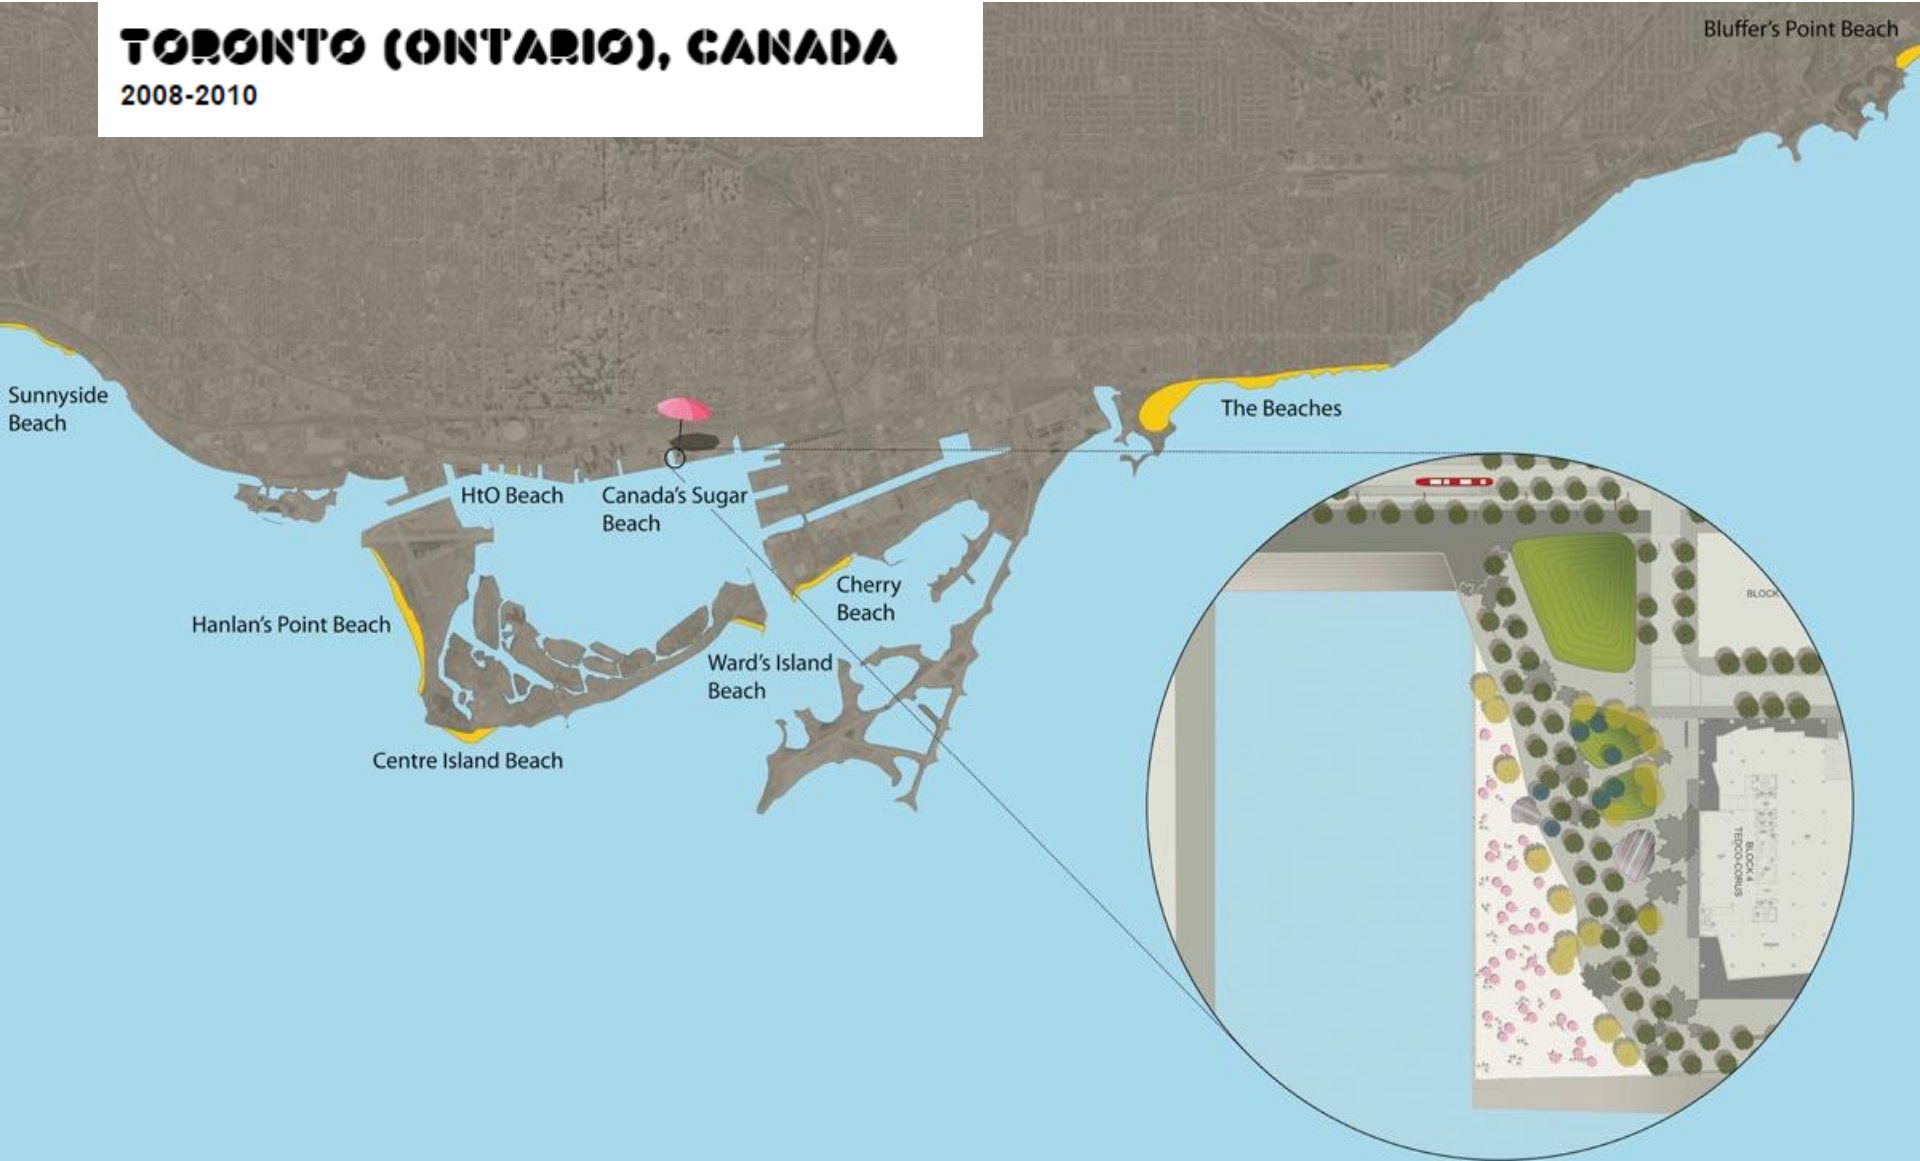 TORONTO (ONTARIO), CANADA
2008-2010
Bluffer's Point Beach
Sunnyside
Beach
The Beaches
HtO Beach
Canada's Sugar
Beach
Cherry
Beach
Hanlan's Point Beach
Ward's Island
Beach
Centre Island Beach
BLOCK
BLOCK 4
TEDCO-CORUS